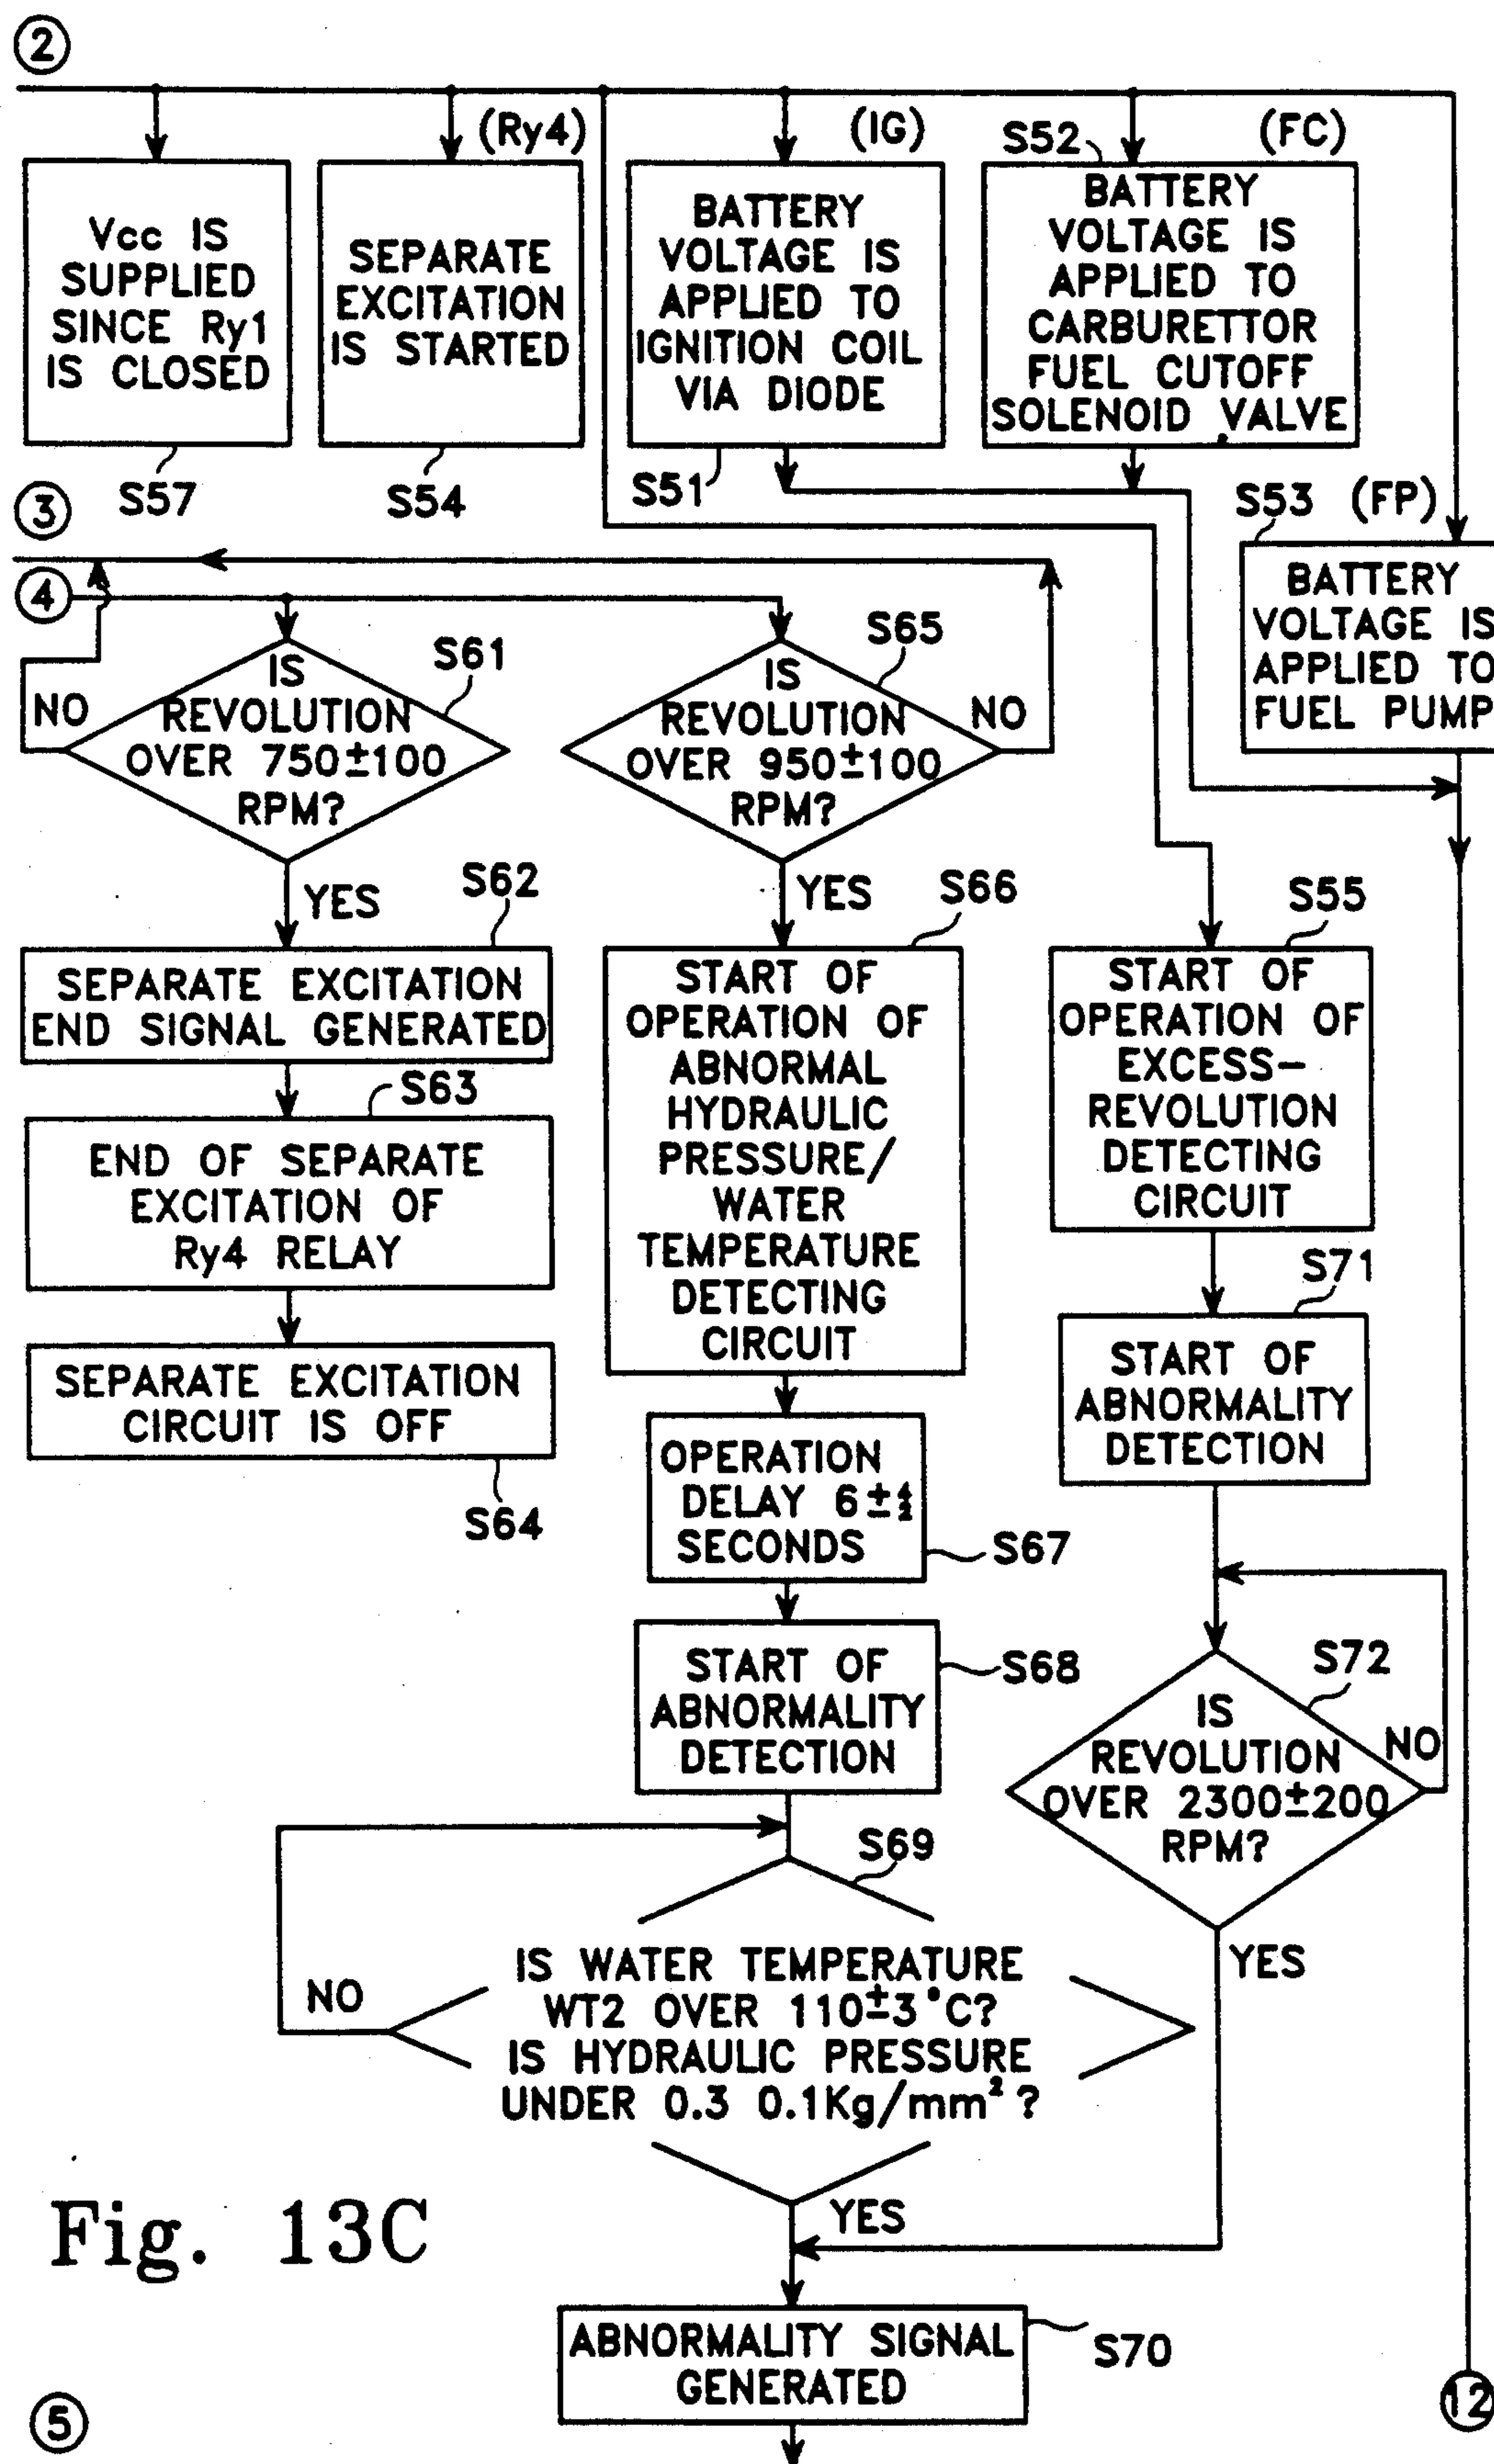 2
(Ry4)
(IG)
S52
(FC)
Vcc IS
SUPPLIED
SINCE Ry1
IS CLOSED
SEPARATE
EXCITATION
IS STARTED
BATTERY
VOLTAGE IS
APPLIED TO
IGNITION COIL
VIA DIODE
BATTERY
VOLTAGE IS
APPLIED TO
CARBURETTOR
FUEL CUTOFF
SOLENOID VALVE
S57
S54
S51
S53
(FP)
3
BATTERY
VOLTAGE IS
APPLIED TO
FUEL PUMP
4
S61
S65
IS
REVOLUTION
OVER 750±100
RPM?
NO
IS
REVOLUTION
OVER 950±100
RPM?
NO
YES
S62
YES
S66
S55
SEPARATE EXCITATION
END SIGNAL GENERATED
S63
END OF SEPARATE
EXCITATION OF
Ry4 RELAY
SEPARATE EXCITATION
CIRCUIT IS OFF
S64
START OF
OPERATION OF
ABNORMAL
HYDRAULIC
PRESSURE/
WATER
TEMPERATURE
DETECTING
CIRCUIT
START OF
OPERATION OF
EXCESS-
REVOLUTION
DETECTING
CIRCUIT
S71
START OF
ABNORMALITY
DETECTION
OPERATION
DELAY 6±
SECONDS
S67
START OF
ABNORMALITY
DETECTION
S68
S72
IS
REVOLUTION
OVER 2300±200
RPM?
NO
YES
S69
IS WATER TEMPERATURE
WT2 OVER 110±3°C?
IS HYDRAULIC PRESSURE
UNDER 0.3 0.1Kg/mm²?
NO
YES
Fig. 13C
ABNORMALITY SIGNAL
GENERATED
S70
5
12